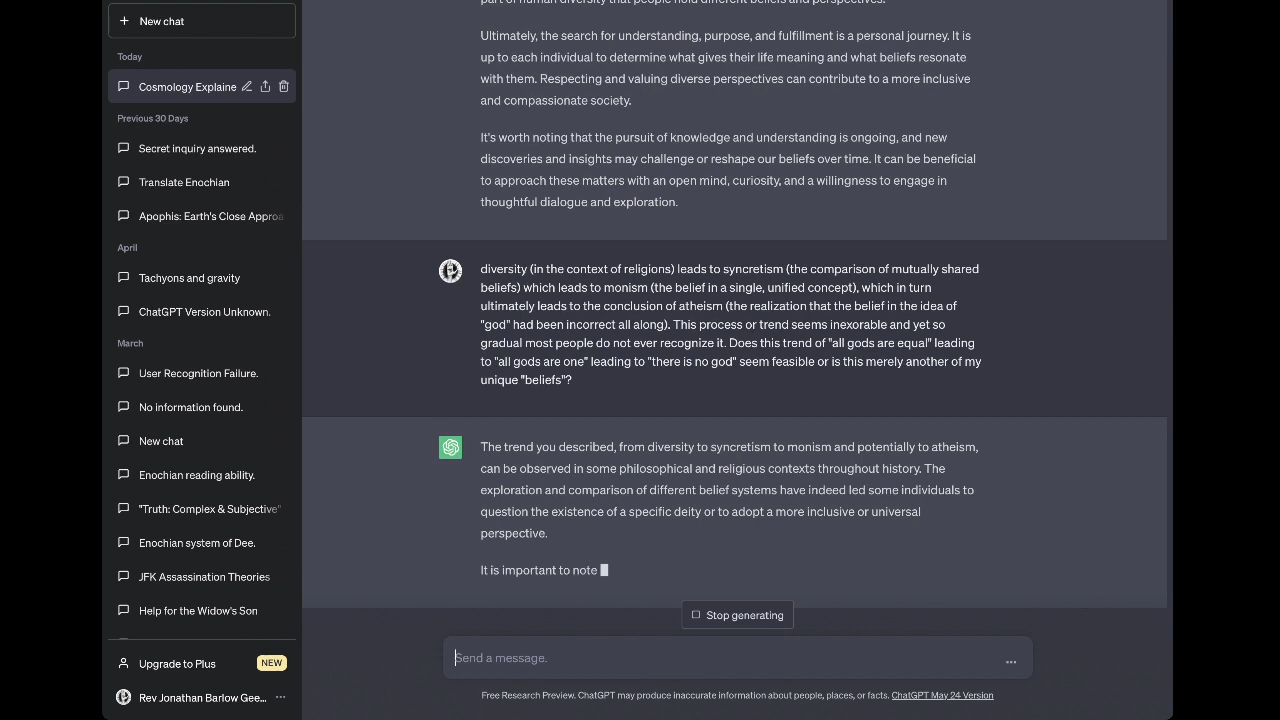 New chat
Today
Cosmology Explaine
Previous 30 Days
Secret inquiry answered.
Translate Enochian
Apophis: Earth's Close Approa
April
Tachyons and gravity
ChatGPT Version Unknown.
March
User Recognition Failure.
No information found.
New chat
Enochian reading ability.
"Truth: Complex & Subjective"
Enochian system of Dee.
JFK Assassination Theories
Help for the Widow's Son
Upgrade to Plus
NEW
Rev Jonathan Barlow Gee...
part of human diversity that people hold different beliefs and perspectives.
Ultimately, the search for understanding, purpose, and fulfillment is a personal journey. It is
up to each individual to determine what gives their life meaning and what beliefs resonate
with them. Respecting and valuing diverse perspectives can contribute to a more inclusive
and compassionate society.
It's worth noting that the pursuit of knowledge and understanding is ongoing, and new
discoveries and insights may challenge or reshape our beliefs over time. It can be beneficial
to approach these matters with an open mind, curiosity, and a willingness to engage in
thoughtful dialogue and exploration.
diversity (in the context of religions) leads to syncretism (the comparison of mutually shared
beliefs) which leads to monism (the belief in a single, unified concept), which in turn
ultimately leads to the conclusion of atheism (the realization that the belief in the idea of
"god" had been incorrect all along). This process or trend seems inexorable and yet so
gradual most people do not ever recognize it. Does this trend of "all gods are equal" leading
to "all gods are one" leading to "there is no god" seem feasible or is this merely another of my
unique "beliefs"?
The trend you described, from diversity to syncretism to monism and potentially to atheism,
can be observed in some philosophical and religious contexts throughout history. The
exploration and comparison of different belief systems have indeed led some individuals to
question the existence of a specific deity or to adopt a more inclusive or universal
perspective.
It is important to note
Stop generating
Send a message.
Free Research Preview. ChatGPT may produce inaccurate information about people, places, or facts. ChatGPT May 24 Version